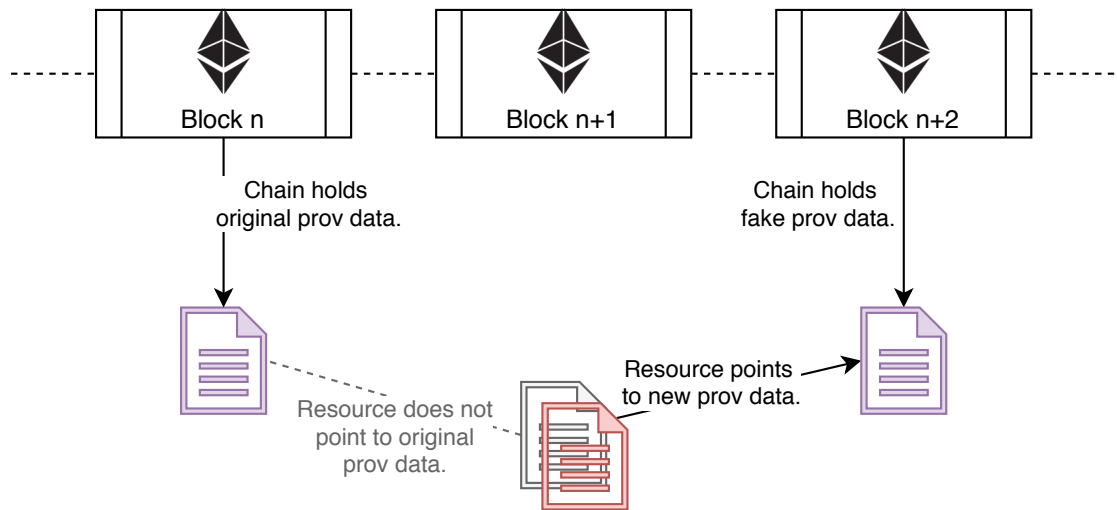 Block n
Block n+1
Block n+2
Chain holds
original prov data.
Chain holds
fake prov data.
Resource points
to new prov data.
Resource does not
point to original
prov data.